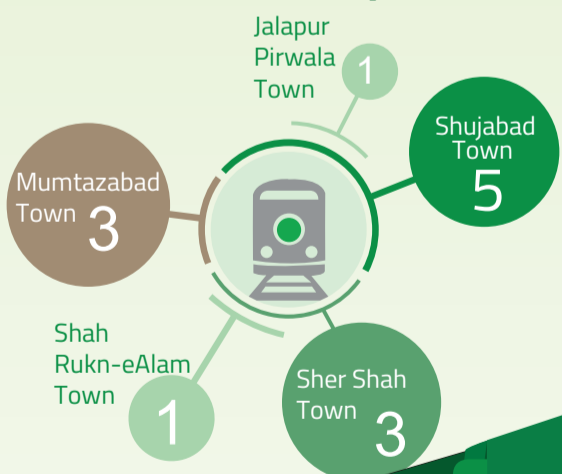 Jalapur
Pirwala
Town
1
Shujabad
Town
5
Mumtazabad
Town 3
Shah
Rukn-eAlam
Town
1
Sher Shah
Town 3